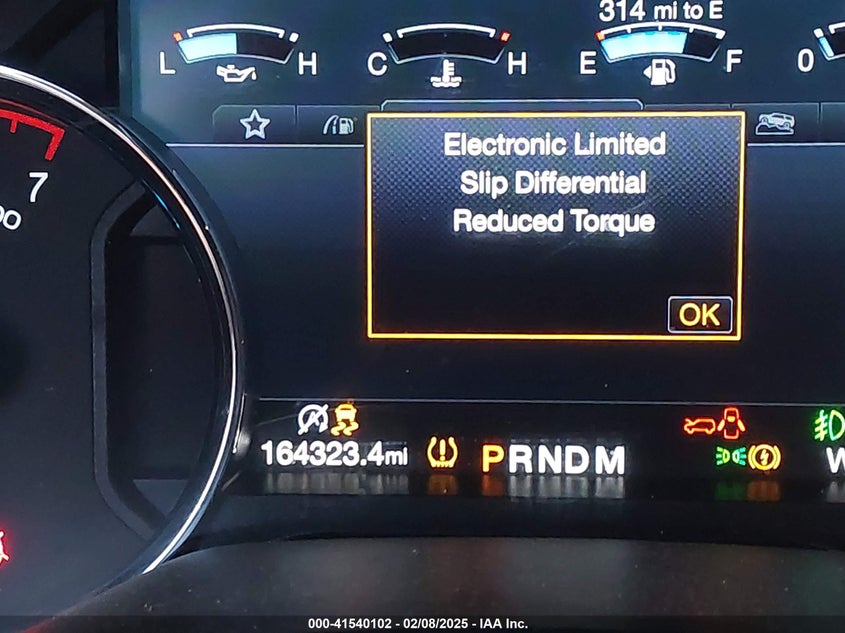 314 mi to E
L H C H E F 0
7
Electronic Limited
Slip Differential
Reduced Torque
OK
164323.4mi PRNDM W
000-41540102 - 02/08/2025 - IAA Inc.